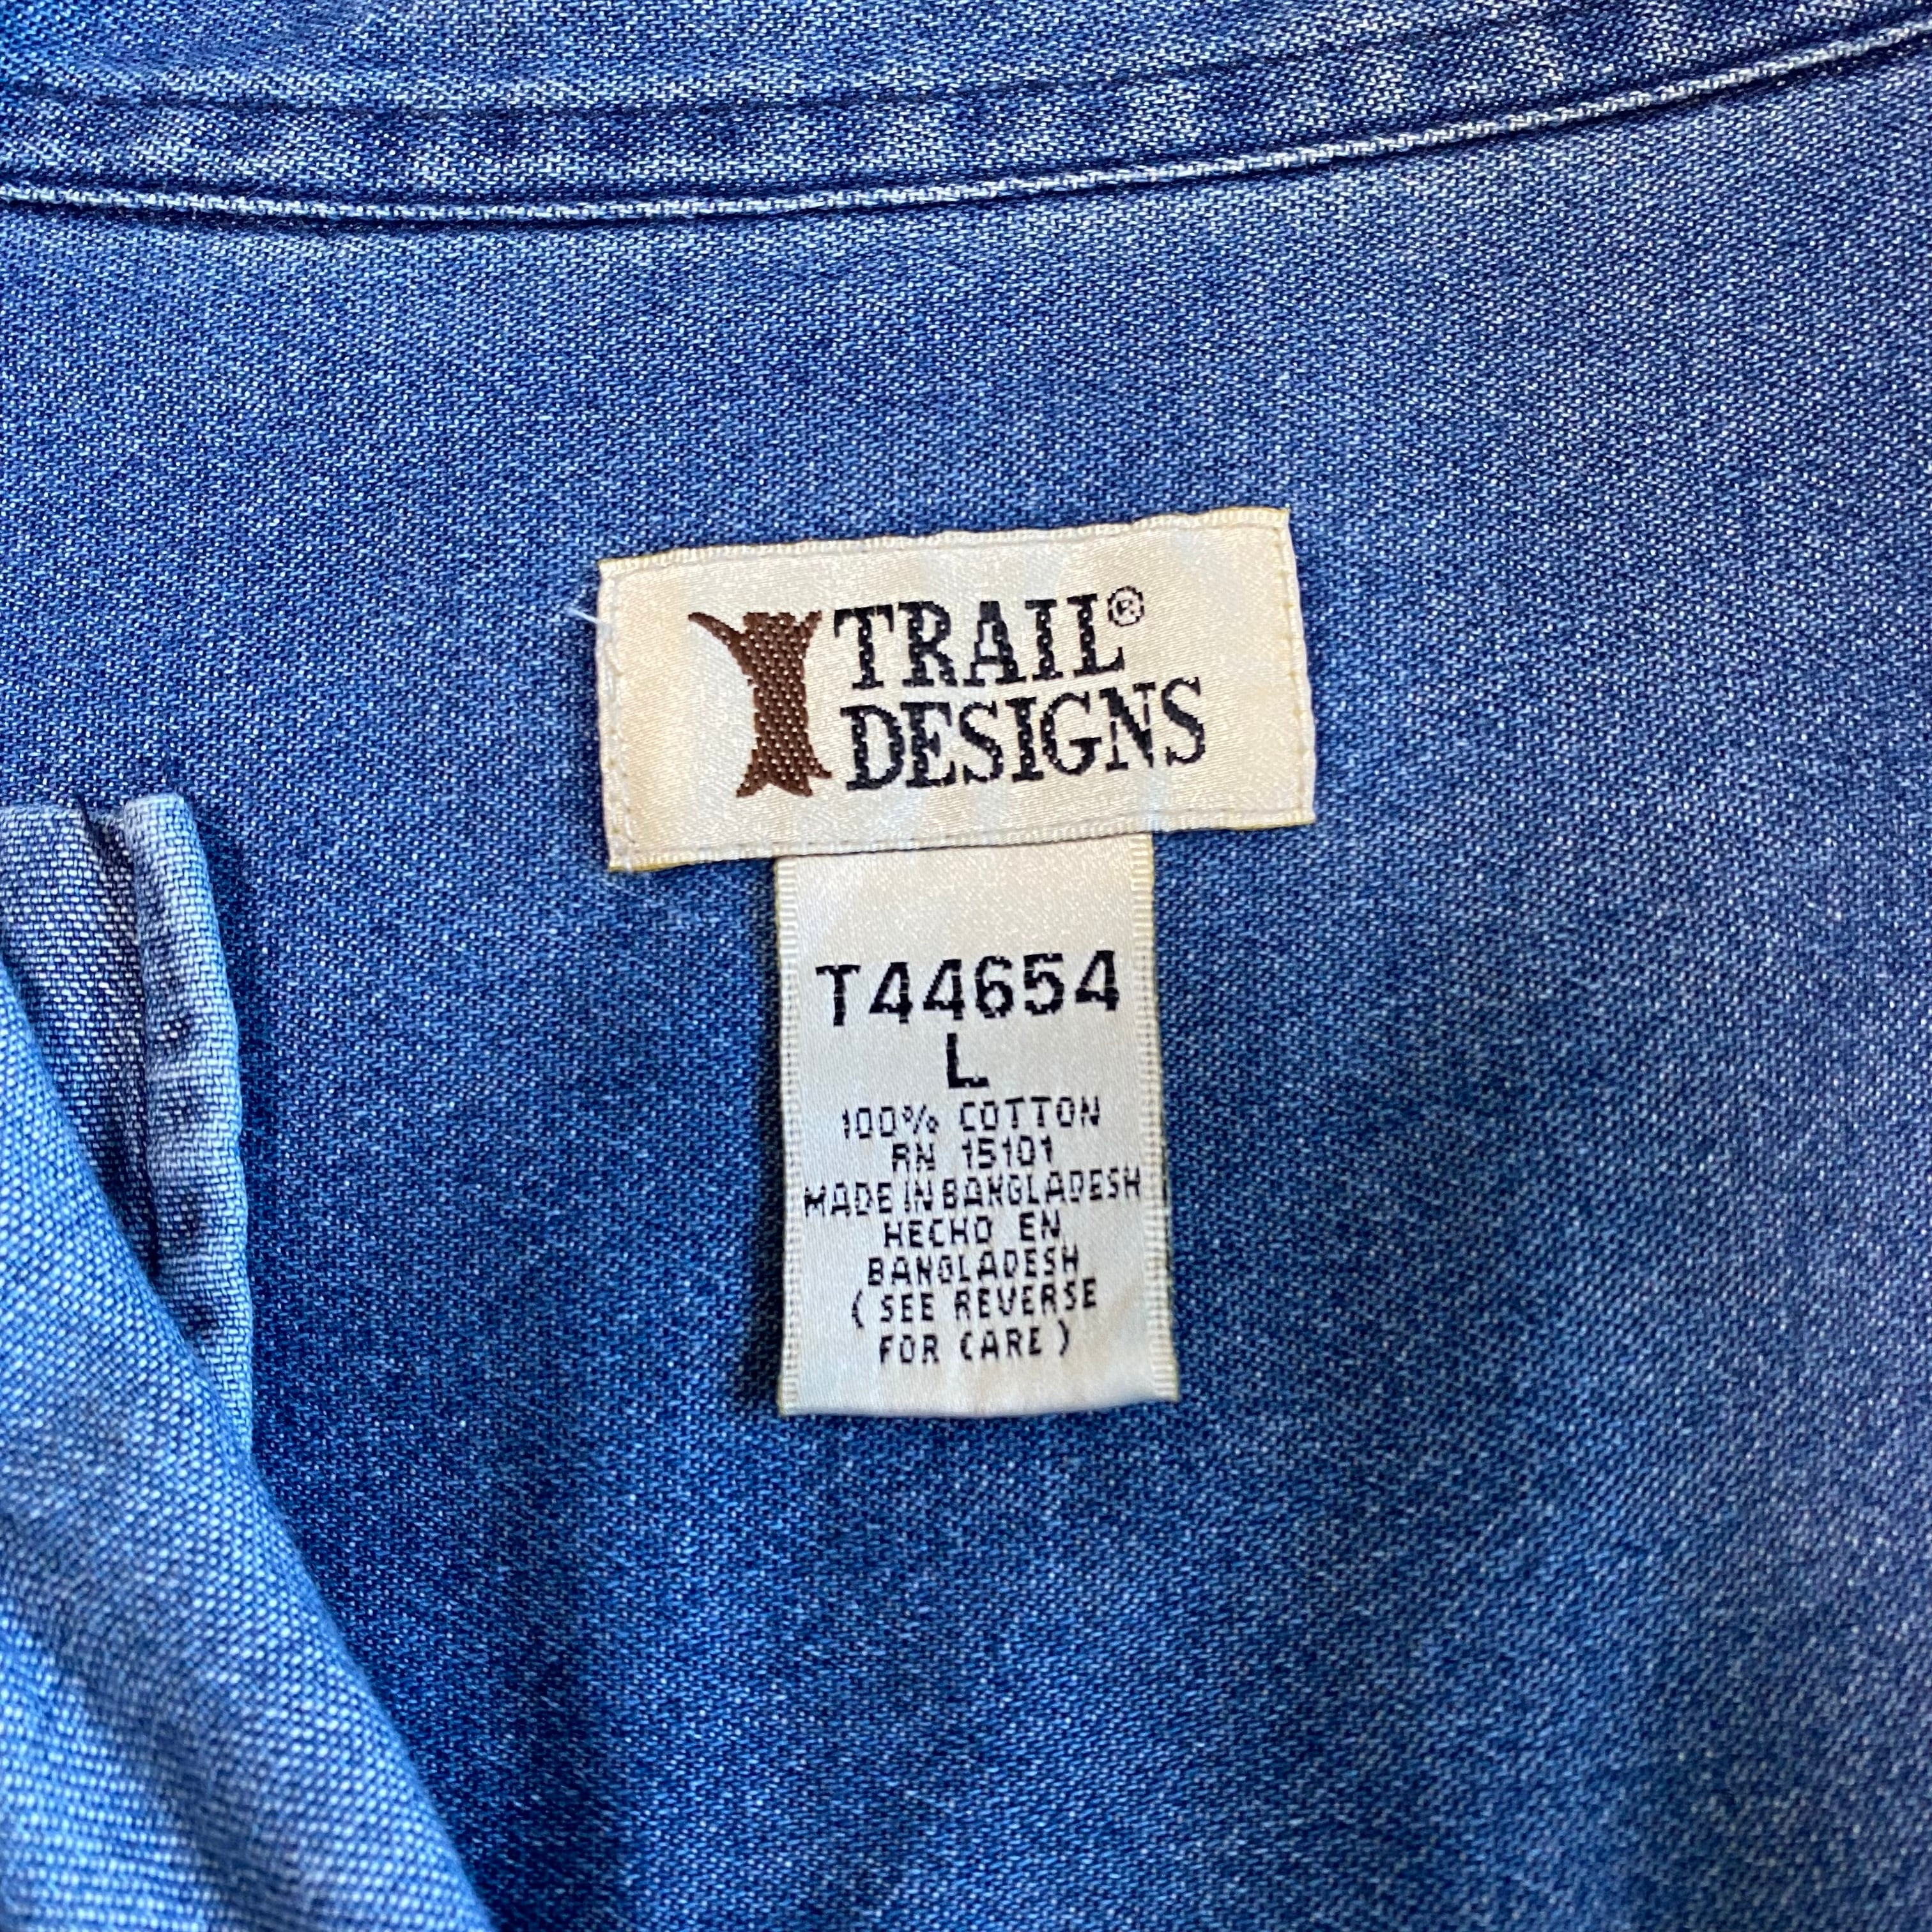 TRAIL®
DESIGNS
T44654
L
100% COTTON
RN 15101
MADE IN BANGLADESH
HECHO EN
BANGLADESH
( SEE REVERSE
FOR CARE )